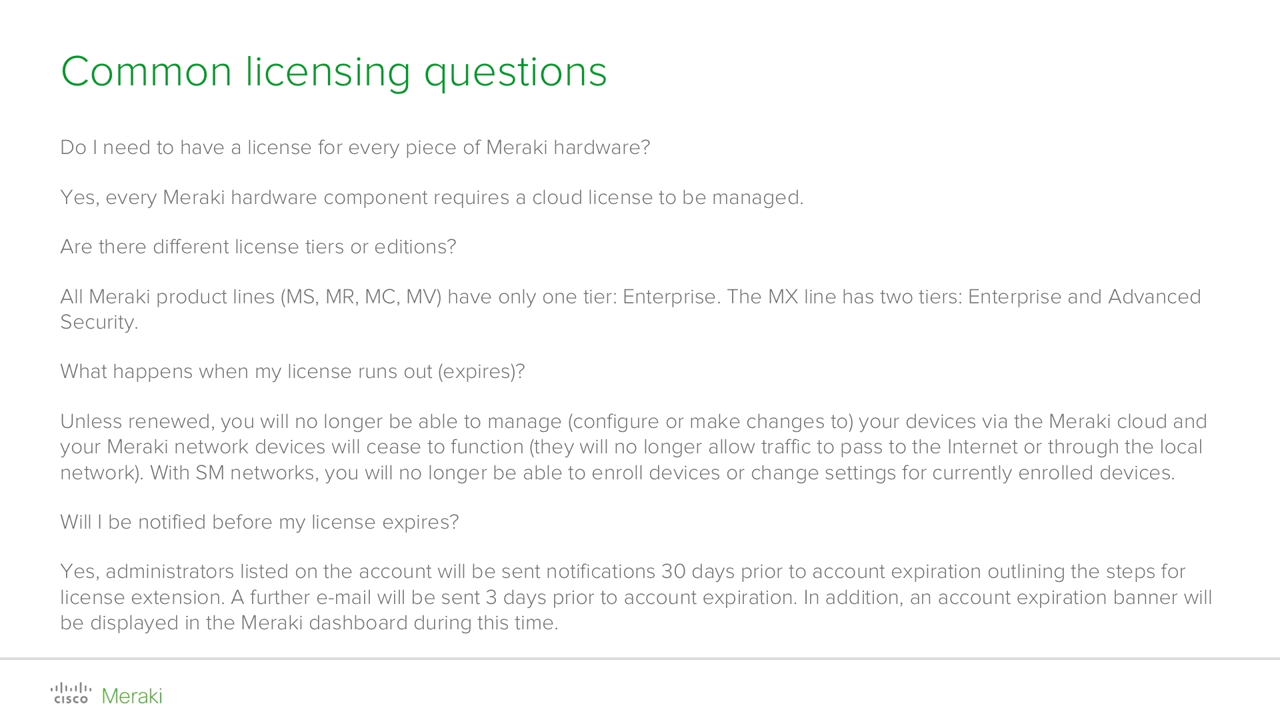 Common licensing questions
Do I need to have a license for every piece of Meraki hardware?
Yes, every Meraki hardware component requires a cloud license to be managed.
Are there different license tiers or editions?
All Meraki product lines (MS, MR, MC, MV) have only one tier: Enterprise. The MX line has two tiers: Enterprise and Advanced
Security.
What happens when my license runs out (expires)?
Unless renewed, you will no longer be able to manage (configure or make changes to) your devices via the Meraki cloud and
your Meraki network devices will cease to function (they will no longer allow traffic to pass to the Internet or through the local
network). With SM networks, you will no longer be able to enroll devices or change settings for currently enrolled devices.
Will I be notified before my license expires?
Yes, administrators listed on the account will be sent notifications 30 days prior to account expiration outlining the steps for
license extension. A further e-mail will be sent 3 days prior to account expiration. In addition, an account expiration banner will
be displayed in the Meraki dashboard during this time.
CISCO Meraki